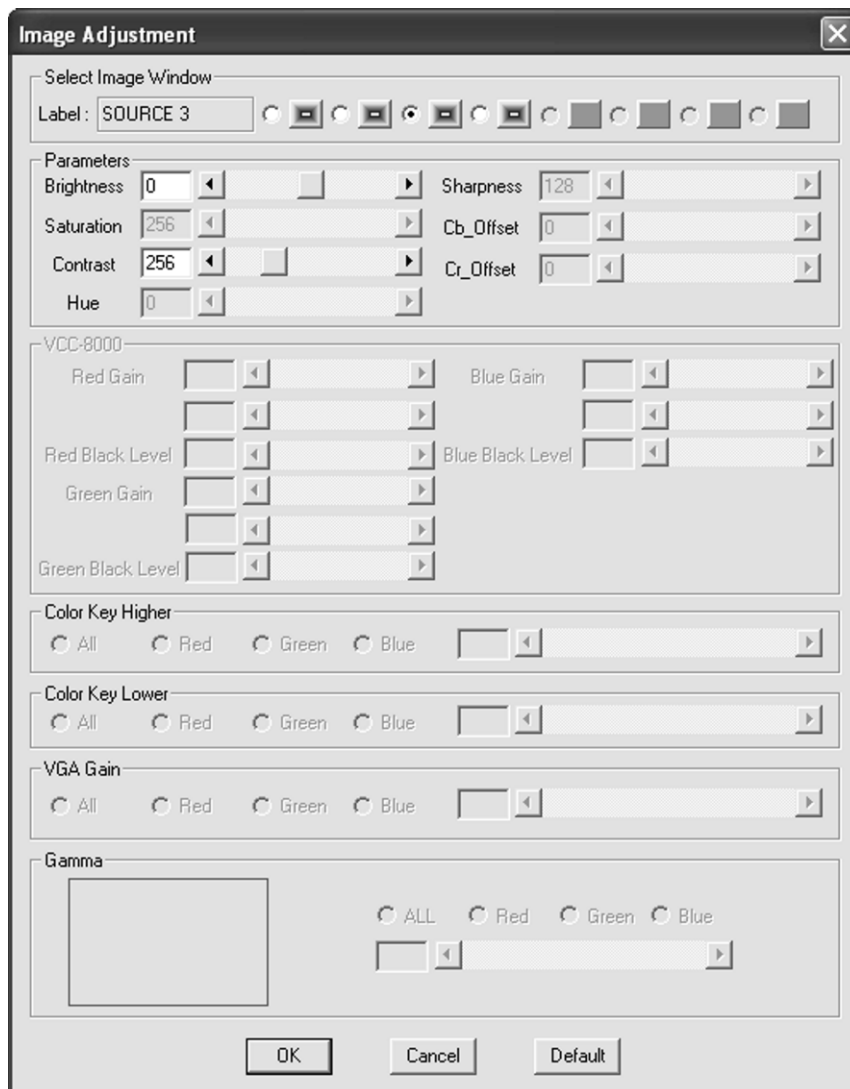 Image Adjustment
Select Image Window
Label : SOURCE 3
Parameters
Brightness 0
Sharpness 128
Saturation 256
Cb_Offset 0
Contrast 256
Cr_Offset 0
Hue 0
VCC-8000
Red Gain
Blue Gain
Red Black Level
Blue Black Level
Green Gain
Green Black Level
Color Key Higher
All Red Green Blue
Color Key Lower
All Red Green Blue
VGA Gain
All Red Green Blue
Gamma
ALL Red Green Blue
OK Cancel Default